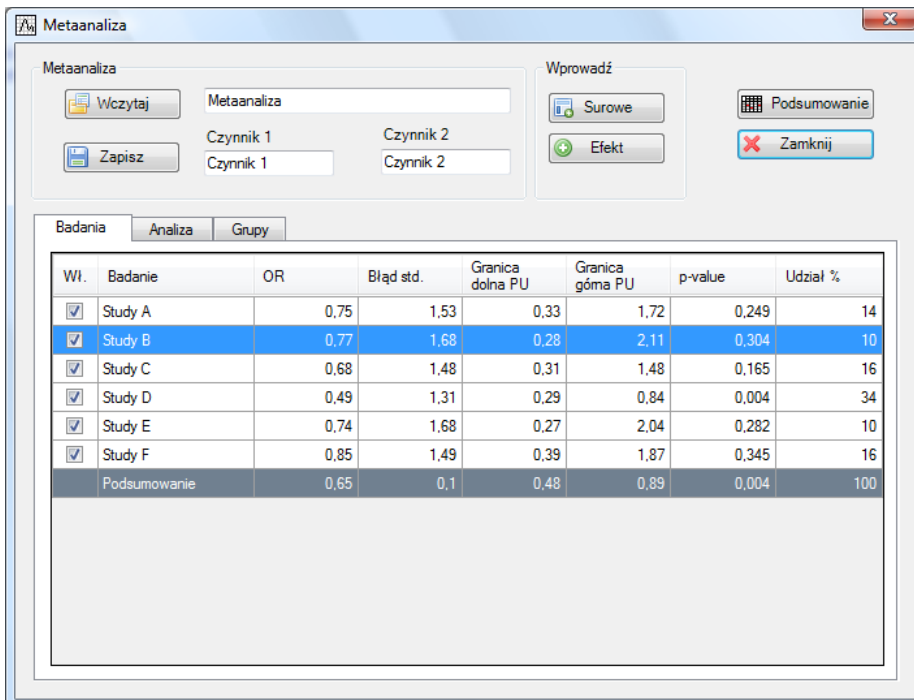 Metaanaliza
Metaanaliza Wprowadź
Wczytaj Metaanaliza Surowe Podsumowanie
Czynnik 1 Czynnik 2
Zapisz Czynnik 1 Czynnik 2 Efekt Zamknij
Badania Analiza Grupy
Wł. Badanie OR Błąd std. Granica dolna PU Granica górna PU p-value Udział %
Study A 0,75 1,53 0,33 1,72 0,249 14
Study B 0,77 1,68 0,28 2,11 0,304 10
Study C 0,68 1,48 0,31 1,48 0,165 16
Study D 0,49 1,31 0,29 0,84 0,004 34
Study E 0,74 1,68 0,27 2,04 0,282 10
Study F 0,85 1,49 0,39 1,87 0,345 16
Podsumowanie 0,65 0,1 0,48 0,89 0,004 100